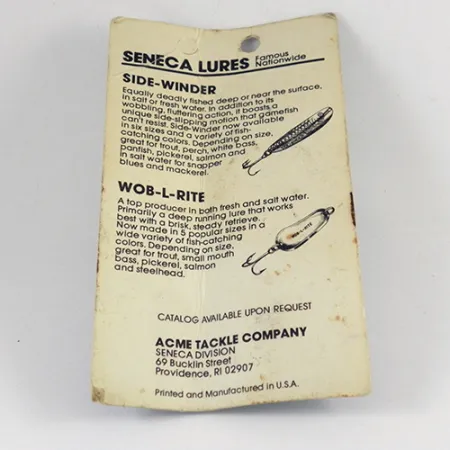 SENECA LURES Famous Nationwide
SIDE-WINDER
Equally deadly fished deep or near the surface,
in salt or fresh water. In addition to its
wobbling, fluttering action, it boasts a
unique side-slipping motion that gamefish
can't resist. Side-Winder now available
in six sizes and a variety of fish-
catching colors. Depending on size,
great for trout, perch, white bass,
panfish, pickerel, salmon and
in salt water for snapper
blues and mackerel.
WOB-L-RITE
A top producer in both fresh and salt water.
Primarily a deep running lure that works
best with a brisk, steady retrieve.
Now made in 5 popular sizes in a
wide variety of fish-catching
colors. Depending on size,
great for trout, small mouth
bass, pickerel, salmon
and steelhead.
WOB-L-RITE
CATALOG AVAILABLE UPON REQUEST
ACME TACKLE COMPANY
SENECA DIVISION
69 Bucklin Street
Providence, RI 02907
Printed and Manufactured in U.S.A.